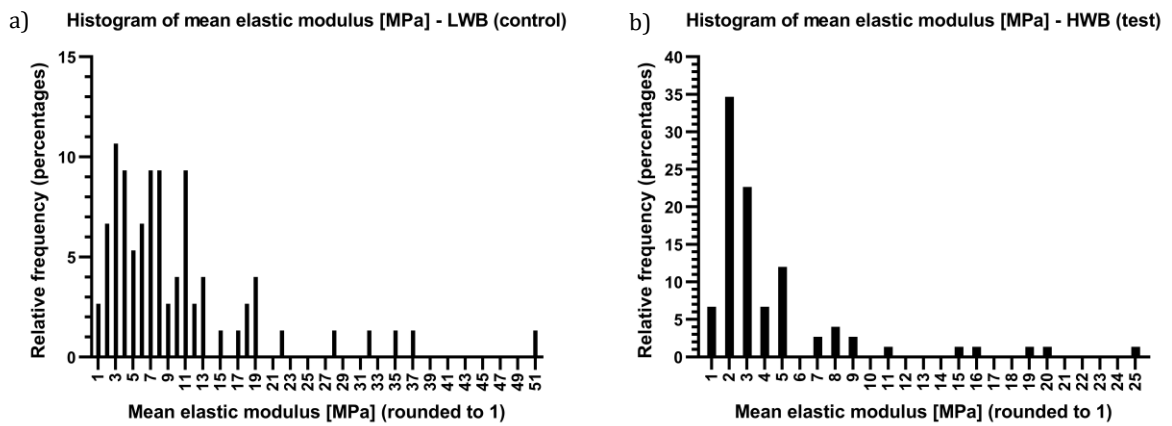 a)
Histogram of mean elastic modulus [MPa] - LWB (control)
Relative frequency (percentages)
15
10
5
0
1 3 5 7 9 11 13 15 17 19 21 23 25 27 29 31 33 35 37 39 41 43 45 47 49 51
Mean elastic modulus [MPa] (rounded to 1)
b)
Histogram of mean elastic modulus [MPa] - HWB (test)
Relative frequency (percentages)
40
35
30
25
20
15
10
5
0
1 2 3 4 5 6 7 8 9 10 11 12 13 14 15 16 17 18 19 20 21 22 23 24 25
Mean elastic modulus [MPa] (rounded to 1)